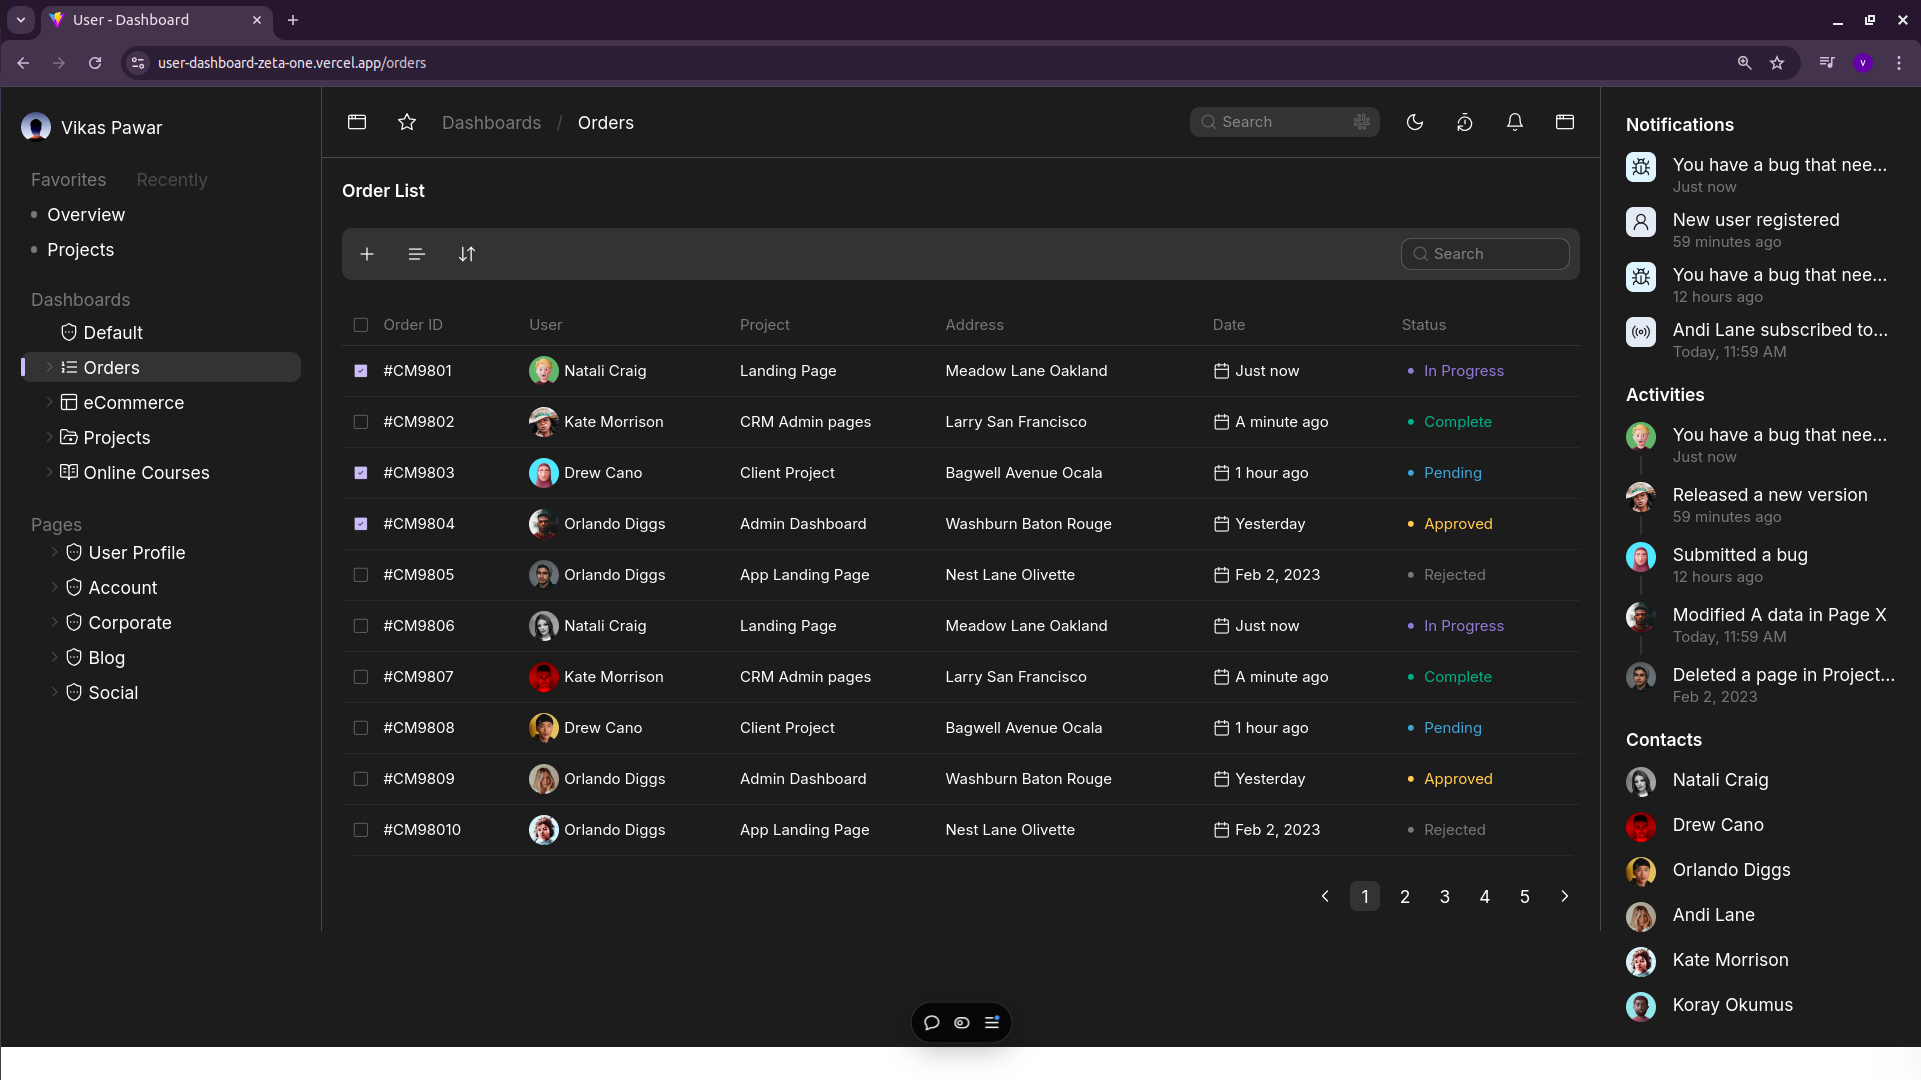 User - Dashboard
user-dashboard-zeta-one.vercel.app/orders
V
Vikas Pawar
Favorites Recently
Overview
Projects
Dashboards
Default
Orders
eCommerce
Projects
Online Courses
Pages
User Profile
Account
Corporate
Blog
Social
Dashboards / Orders
Search
Order List
Search
Order ID User Project Address Date Status
#CM9801 Natali Craig Landing Page Meadow Lane Oakland Just now In Progress
#CM9802 Kate Morrison CRM Admin pages Larry San Francisco A minute ago Complete
#CM9803 Drew Cano Client Project Bagwell Avenue Ocala 1 hour ago Pending
#CM9804 Orlando Diggs Admin Dashboard Washburn Baton Rouge Yesterday Approved
#CM9805 Orlando Diggs App Landing Page Nest Lane Olivette Feb 2, 2023 Rejected
#CM9806 Natali Craig Landing Page Meadow Lane Oakland Just now In Progress
#CM9807 Kate Morrison CRM Admin pages Larry San Francisco A minute ago Complete
#CM9808 Drew Cano Client Project Bagwell Avenue Ocala 1 hour ago Pending
#CM9809 Orlando Diggs Admin Dashboard Washburn Baton Rouge Yesterday Approved
#CM98010 Orlando Diggs App Landing Page Nest Lane Olivette Feb 2, 2023 Rejected
1 2 3 4 5
Notifications
You have a bug that nee...
Just now
New user registered
59 minutes ago
You have a bug that nee...
12 hours ago
Andi Lane subscribed to...
Today, 11:59 AM
Activities
You have a bug that nee...
Just now
Released a new version
59 minutes ago
Submitted a bug
12 hours ago
Modified A data in Page X
Today, 11:59 AM
Deleted a page in Project...
Feb 2, 2023
Contacts
Natali Craig
Drew Cano
Orlando Diggs
Andi Lane
Kate Morrison
Koray Okumus